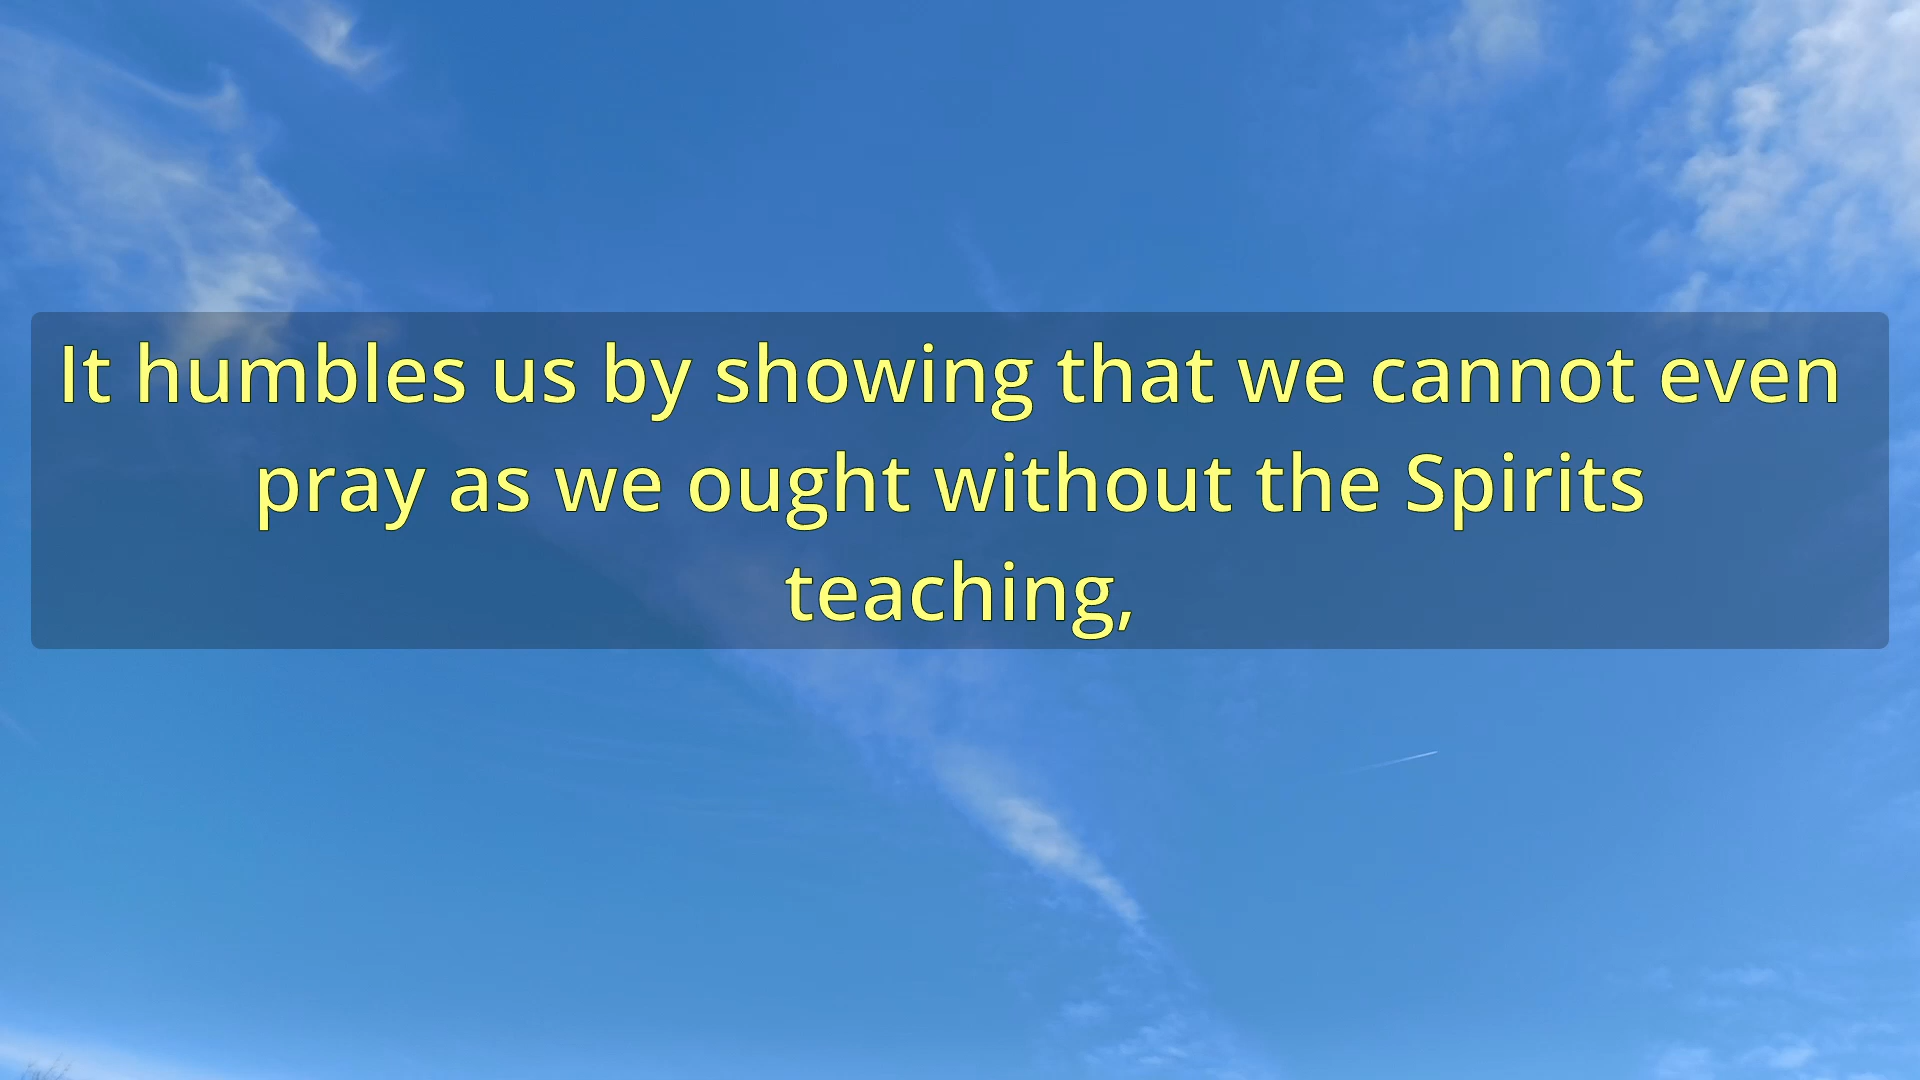 It humbles us by showing that we cannot even
pray as we ought without the Spirits
teaching,